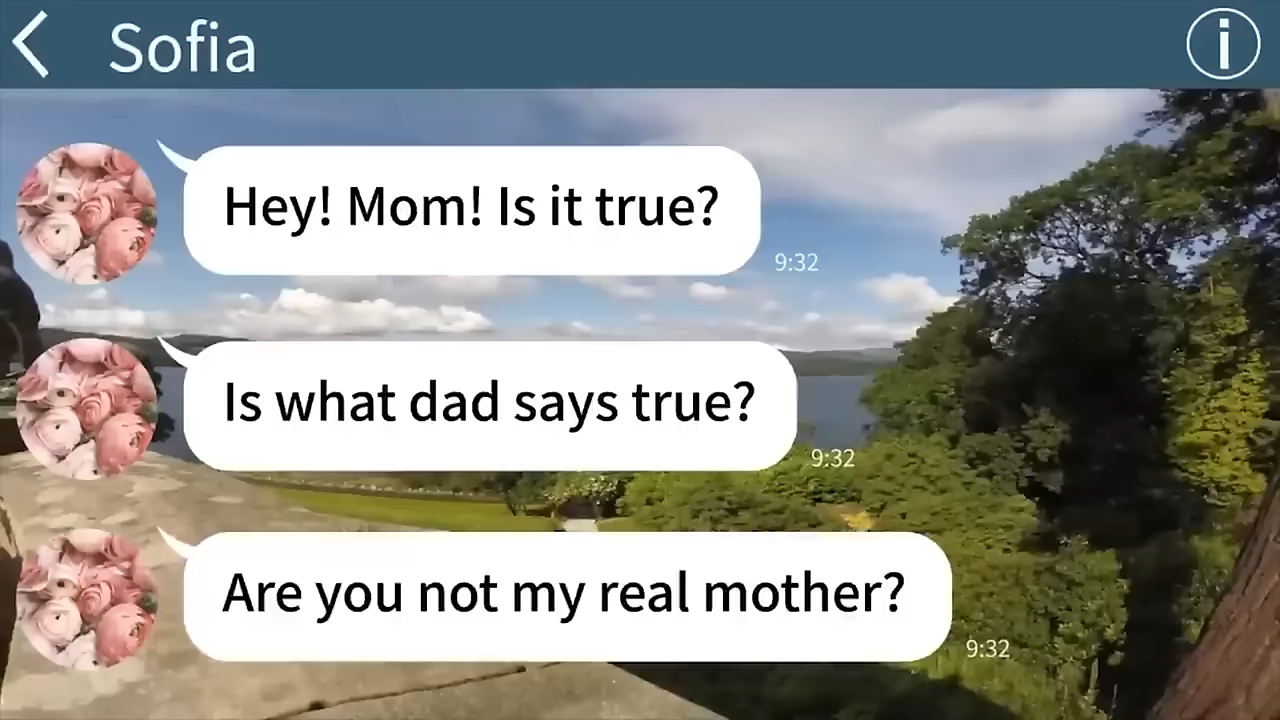 Sofia
Hey! Mom! Is it true?
9:32
Is what dad says true?
9:32
Are you not my real mother?
9:32